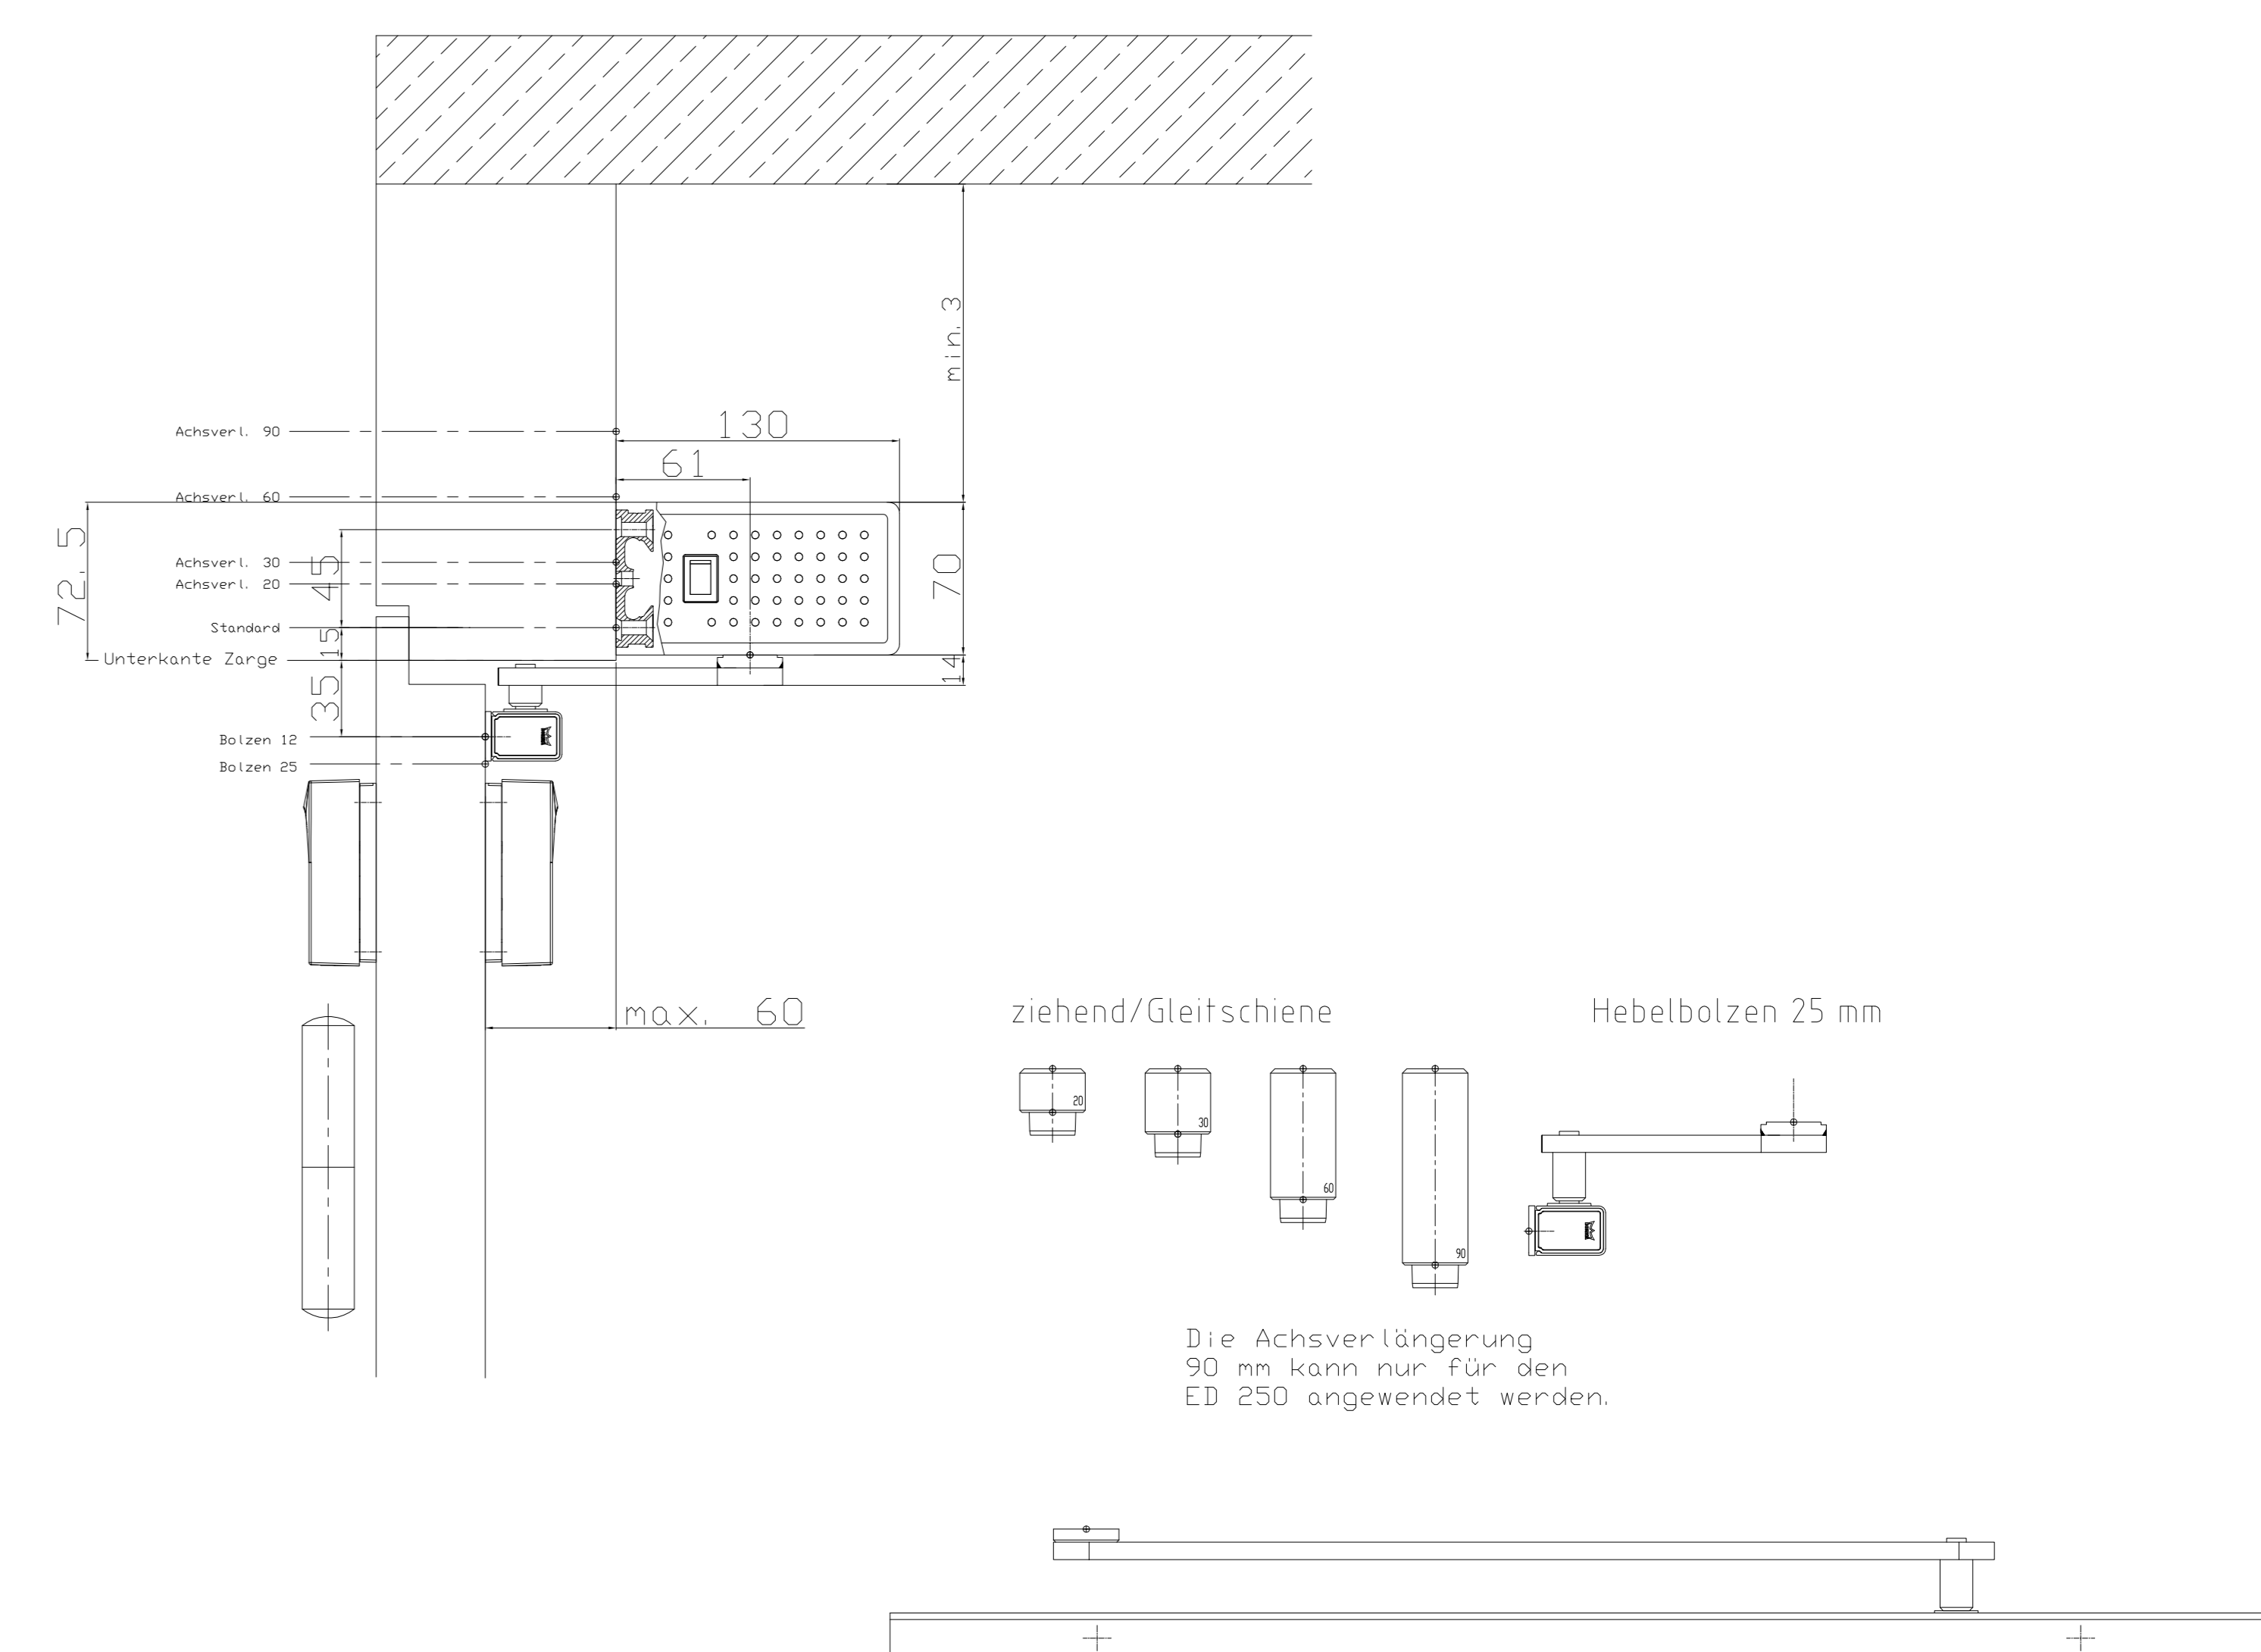 min. 3
Achsverl. 90
130
61
Achsverl. 60
72.5
Achsverl. 30
45
70
Achsverl. 20
Standard
15
Unterkante Zarge
14
35
Bolzen 12
Bolzen 25
max. 60
ziehend/Gleitschiene
Hebelbolzen 25 mm
20
30
60
90
Die Achsverlängerung
90 mm kann nur für den
ED 250 angewendet werden.